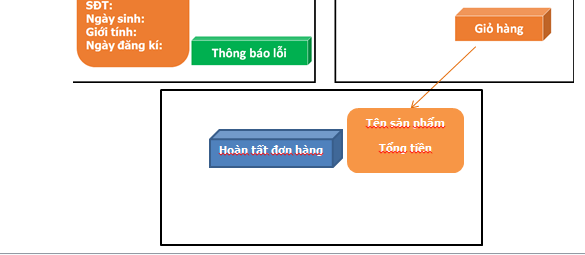 SĐT:
Ngày sinh:
Giới tính:
Ngày đăng kí:
Thông báo lỗi
Giỏ hàng
Hoàn tất đơn hàng
Tên sản phẩm
Tổng tiền